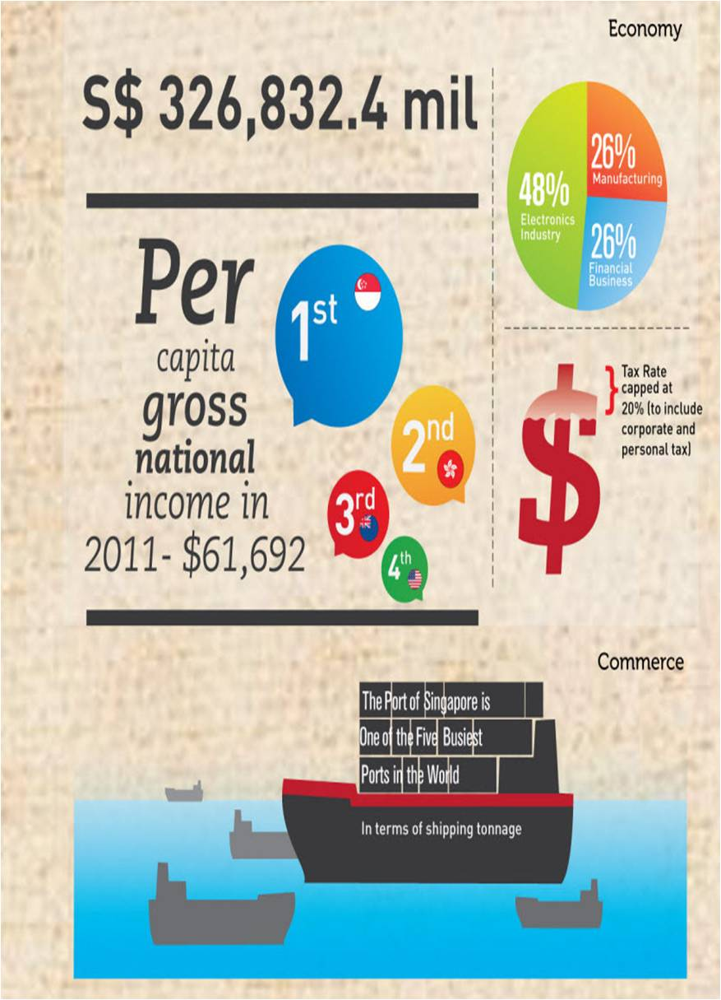 Economy
S$ 326,832.4 mil
Per
capita
gross
national
income in
2011- $61,692
1st
2nd
3rd
4th
26%
Manufacturing
48%
Electronics
Industry
26%
Financial
Business
$
Tax Rate
capped at
20% (to include
corporate and
personal tax)
Commerce
The Port of Singapore is
One of the Five Busiest
Ports in the World
In terms of shipping tonnage